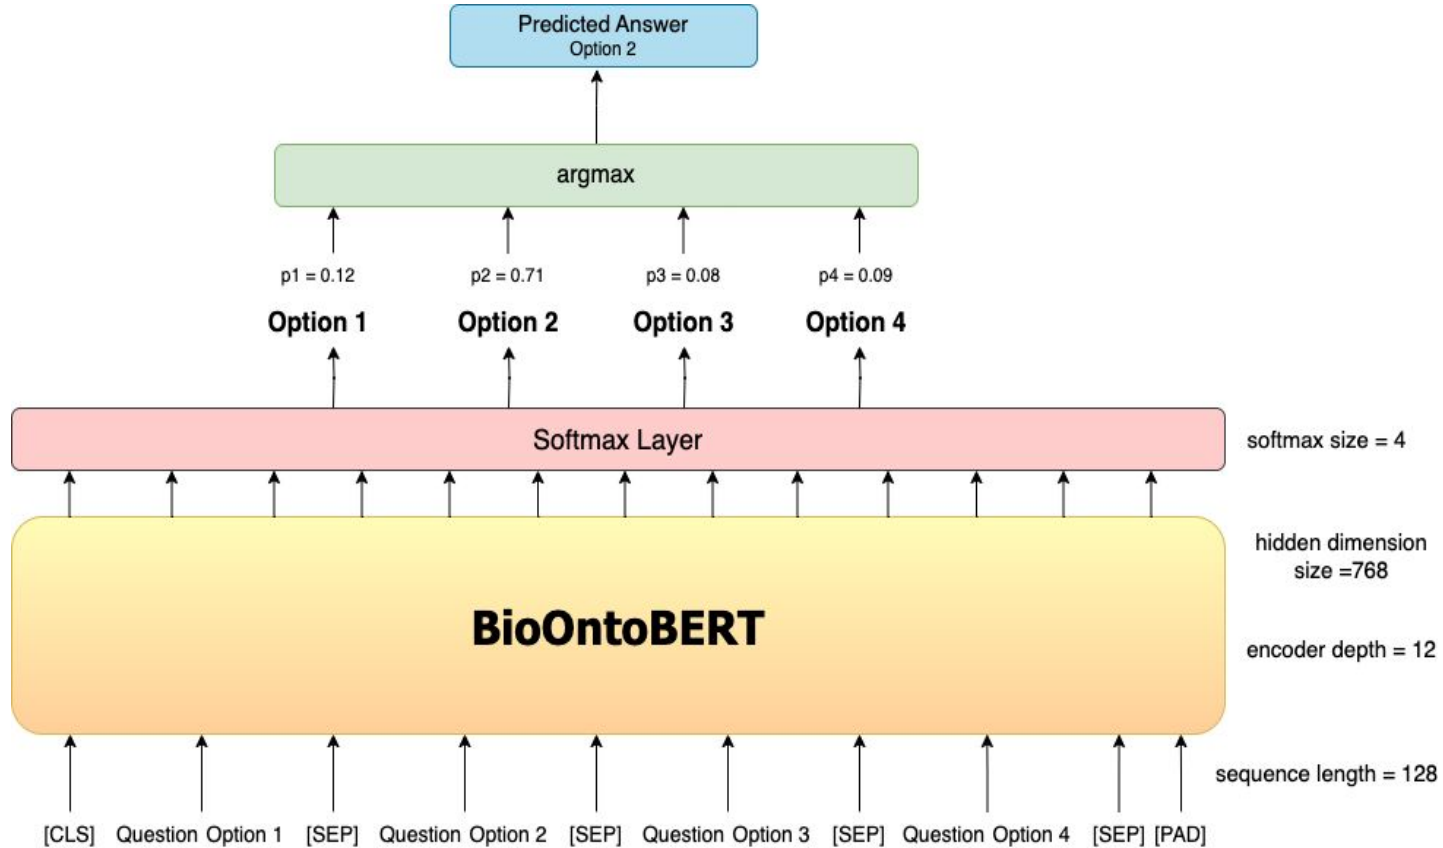 Predicted Answer
Option 2
argmax
p1 = 0.12 p2 = 0.71 p3 = 0.08 p4 = 0.09
Option 1 Option 2 Option 3 Option 4
Softmax Layer softmax size = 4
hidden dimension
size =768
BioOntoBERT
encoder depth = 12
sequence length = 128
[CLS] Question Option 1 [SEP] Question Option 2 [SEP] Question Option 3 [SEP] Question Option 4 [SEP] [PAD]